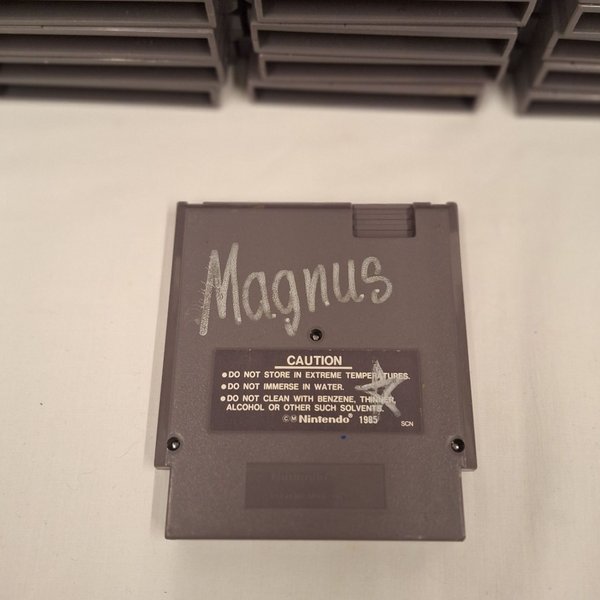 Magnus
CAUTION
●DO NOT STORE IN EXTREME TEMPERATURES.
●DO NOT IMMERSE IN WATER.
●DO NOT CLEAN WITH BENZENE, THINNER,
ALCOHOL OR OTHER SUCH SOLVENTS.
©Ⓜ Nintendo® 1985
SCN